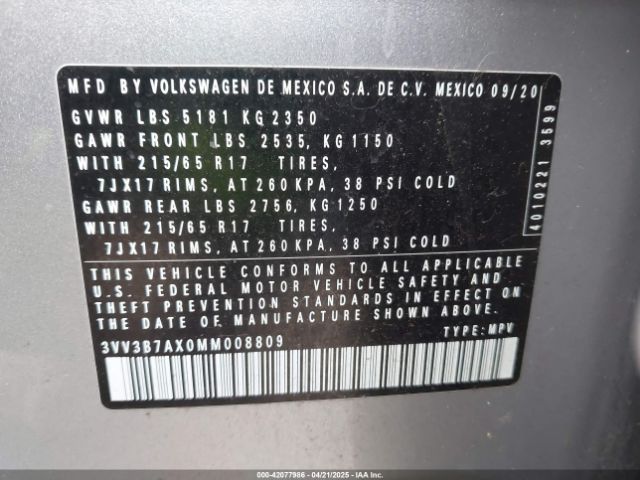 MFD BY VOLKSWAGEN DE MEXICO S.A. DE C.V. MEXICO 09/20
GVWR LBS 5181 KG 2350
GAWR FRONT LBS 2535, KG 1150
WITH 215/65 R17 TIRES,
7JX17 RIMS, AT 260 KPA, 38 PSI COLD
GAWR REAR LBS 2756, KG 1250
WITH 215/65 R17 TIRES,
7JX17 RIMS, AT 260 KPA, 38 PSI COLD
THIS VEHICLE CONFORMS TO ALL APPLICABLE
U.S. FEDERAL MOTOR VEHICLE SAFETY AND
THEFT PREVENTION STANDARDS IN EFFECT ON
THE DATE OF MANUFACTURE SHOWN ABOVE.
3VV3B7AX0MM008809 TYPE: MPV
4010221 3599
000-42077986 - 04/21/2025 - IAAI.com